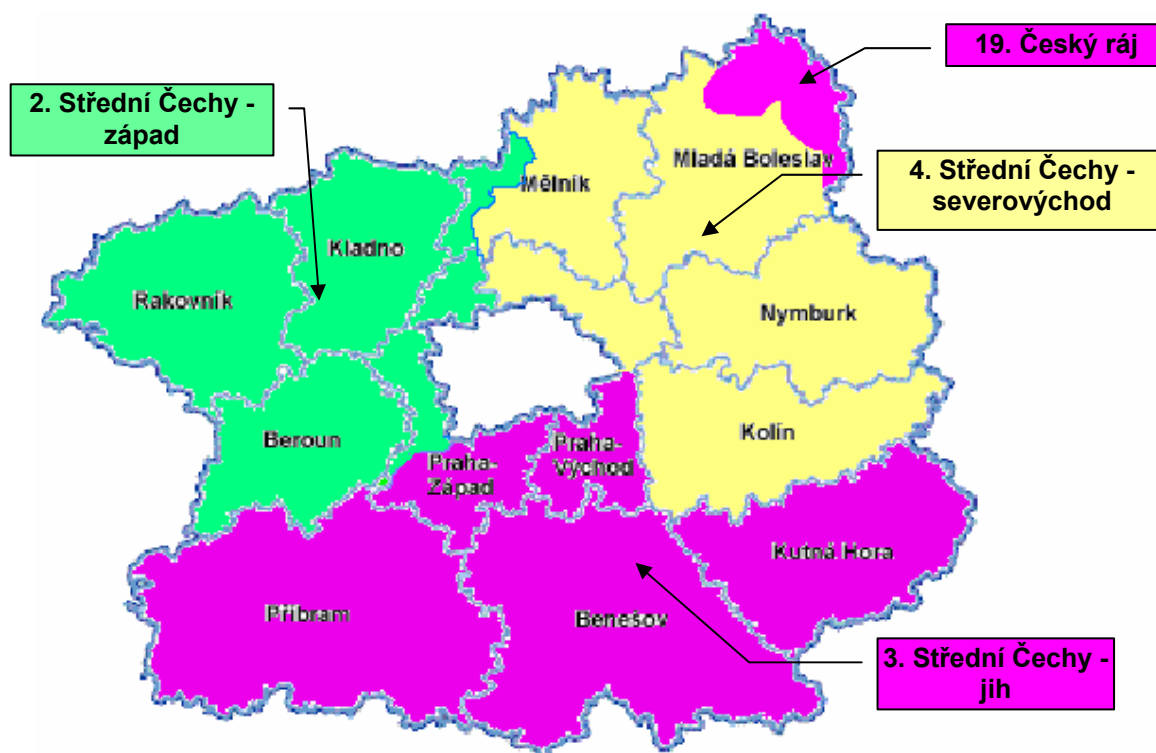 19. Český ráj
2. Střední Čechy -
západ
Mladá Boleslav
4. Střední Čechy -
severovýchod
Mělník
Kladno
Rakovník
Nymburk
Kolín
Beroun
Praha-
Západ
Praha-
Východ
Kutná Hora
Příbram
Benešov
3. Střední Čechy -
jih